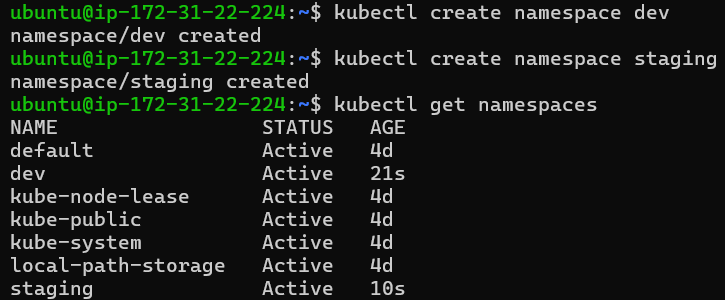 ubuntu@ip-172-31-22-224:~$ kubectl create namespace dev
namespace/dev created
ubuntu@ip-172-31-22-224:~$ kubectl create namespace staging
namespace/staging created
ubuntu@ip-172-31-22-224:~$ kubectl get namespaces
NAME                 STATUS   AGE
default              Active   4d
dev                  Active   21s
kube-node-lease      Active   4d
kube-public          Active   4d
kube-system          Active   4d
local-path-storage   Active   4d
staging              Active   10s